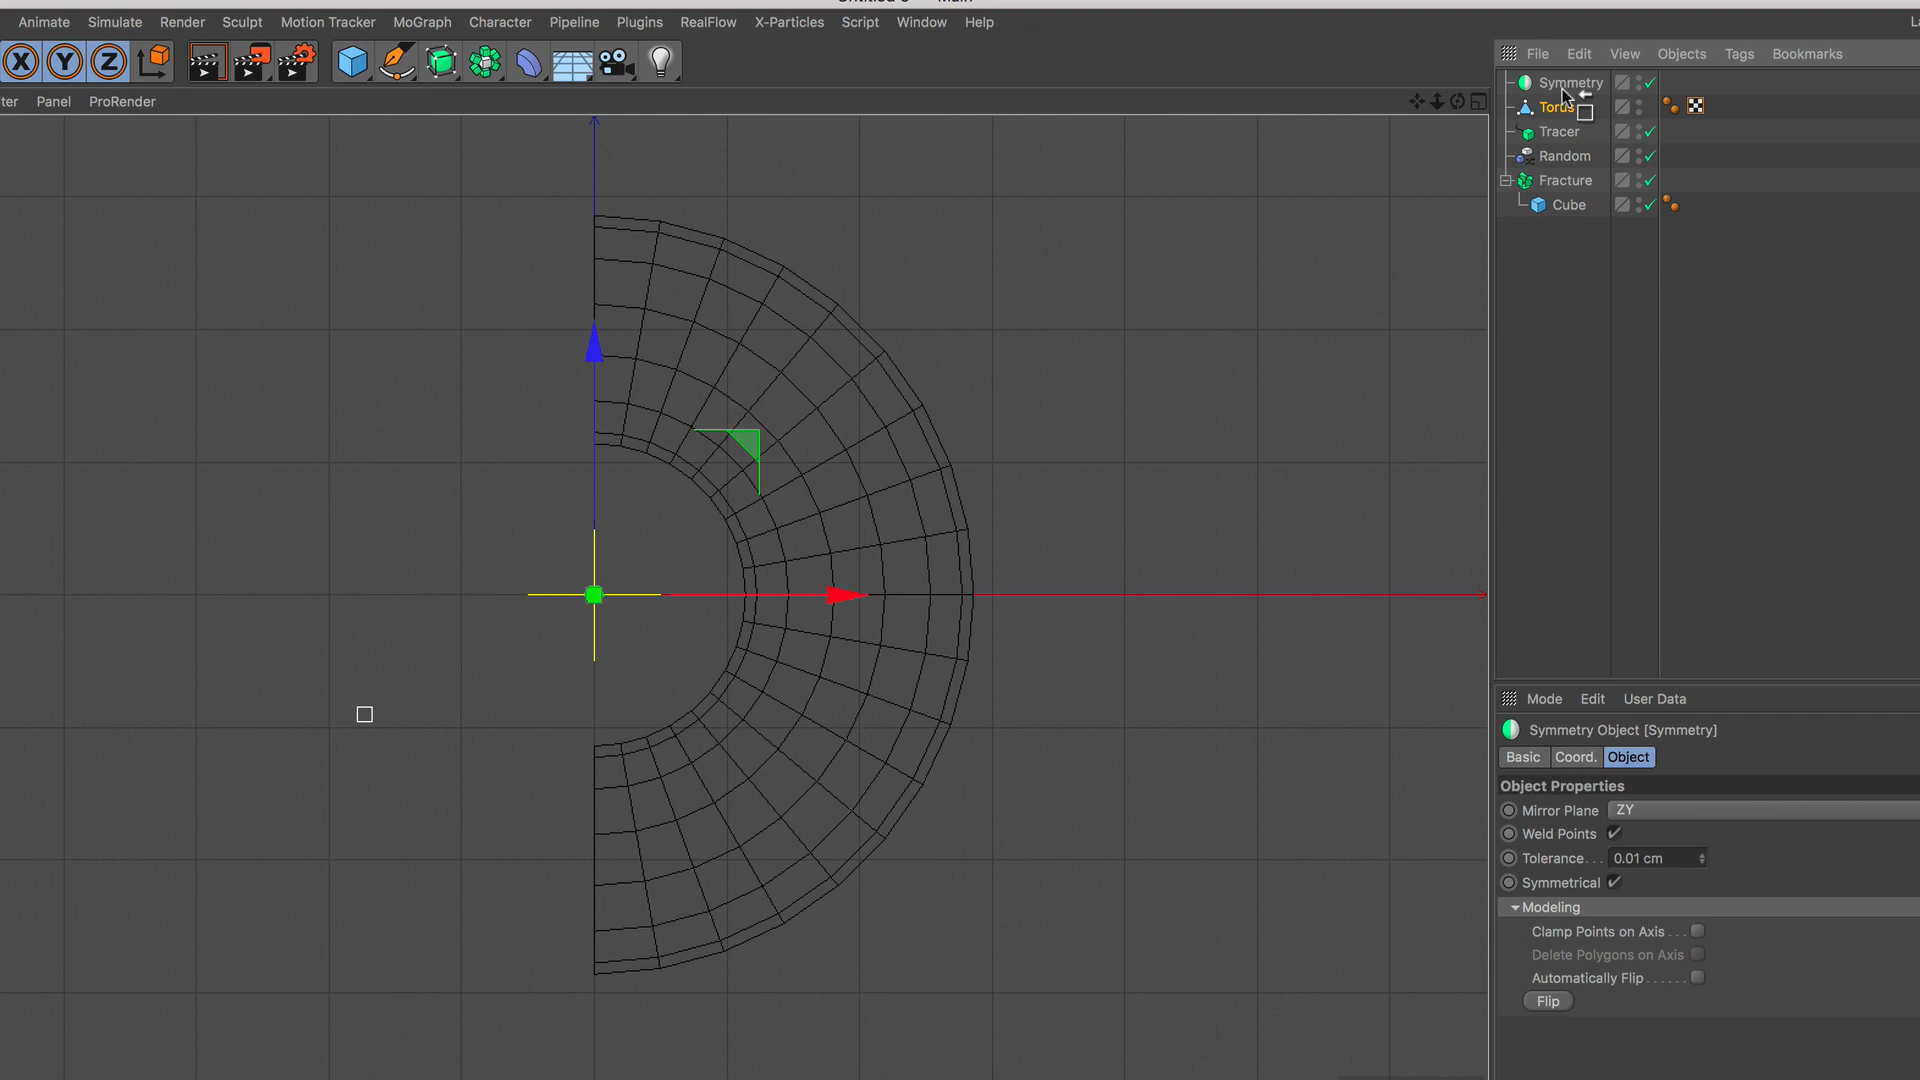 Animate Simulate Render Sculpt Motion Tracker MoGraph Character Pipeline Plugins RealFlow X-Particles Script Window Help
X Y Z
Panel ProRender
File Edit View Objects Tags Bookmarks
Symmetry
Torus
Tracer
Random
Fracture
Cube
Mode Edit User Data
Symmetry Object [Symmetry]
Basic Coord. Object
Object Properties
Mirror Plane ZY
Weld Points
Tolerance. . . 0.01 cm
Symmetrical
Modeling
Clamp Points on Axis . . .
Delete Polygons on Axis
Automatically Flip . . . . . .
Flip